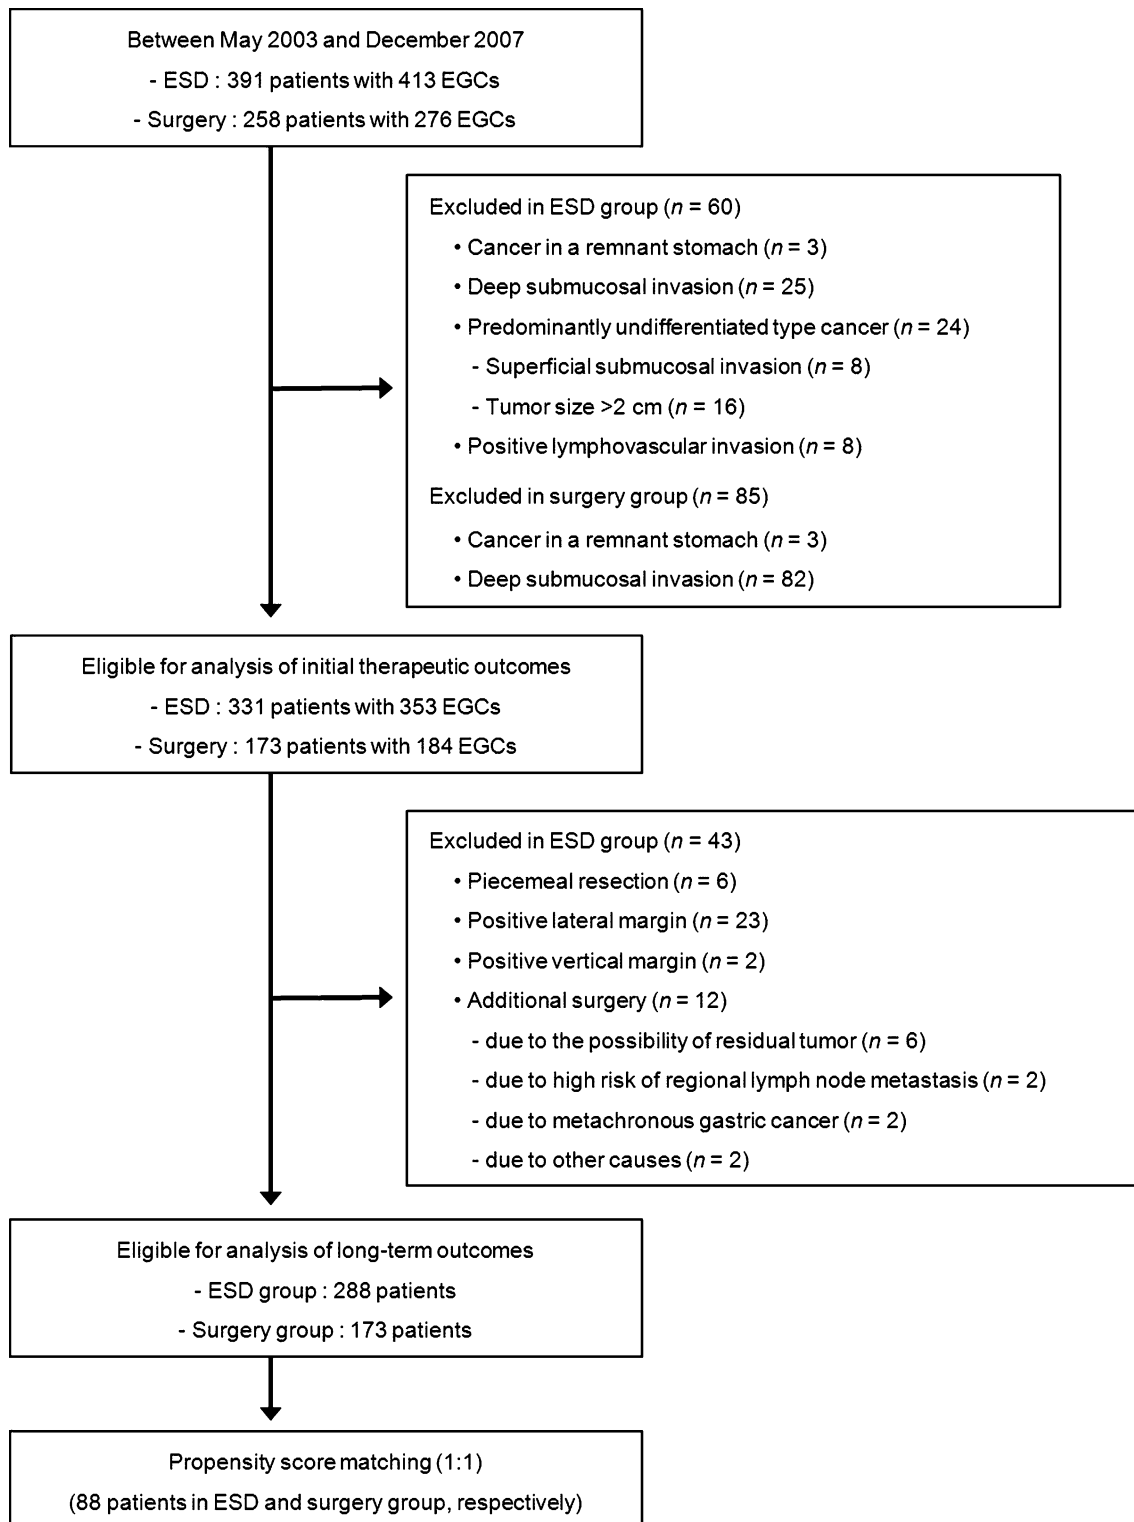 Between May 2003 and December 2007
- ESD : 391 patients with 413 EGCs
- Surgery : 258 patients with 276 EGCs
Excluded in ESD group (n = 60)
• Cancer in a remnant stomach (n = 3)
• Deep submucosal invasion (n = 25)
• Predominantly undifferentiated type cancer (n = 24)
- Superficial submucosal invasion (n = 8)
- Tumor size >2 cm (n = 16)
• Positive lymphovascular invasion (n = 8)
Excluded in surgery group (n = 85)
• Cancer in a remnant stomach (n = 3)
• Deep submucosal invasion (n = 82)
Eligible for analysis of initial therapeutic outcomes
- ESD : 331 patients with 353 EGCs
- Surgery : 173 patients with 184 EGCs
Excluded in ESD group (n = 43)
• Piecemeal resection (n = 6)
• Positive lateral margin (n = 23)
• Positive vertical margin (n = 2)
• Additional surgery (n = 12)
- due to the possibility of residual tumor (n = 6)
- due to high risk of regional lymph node metastasis (n = 2)
- due to metachronous gastric cancer (n = 2)
- due to other causes (n = 2)
Eligible for analysis of long-term outcomes
- ESD group : 288 patients
- Surgery group : 173 patients
Propensity score matching (1:1)
(88 patients in ESD and surgery group, respectively)